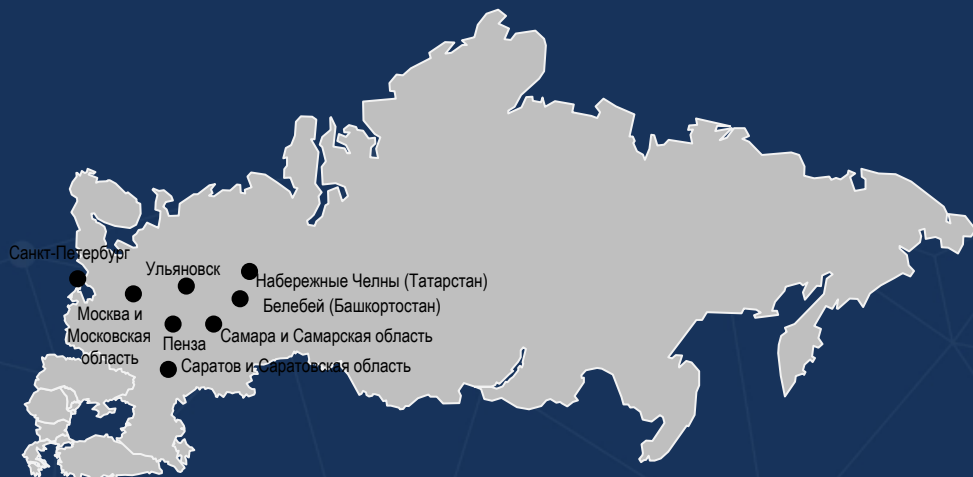 Санкт-Петербург
Ульяновск
Набережные Челны (Татарстан)
Белебей (Башкортостан)
Москва и
Московская
область
Пенза
Самара и Самарская область
Саратов и Саратовская область